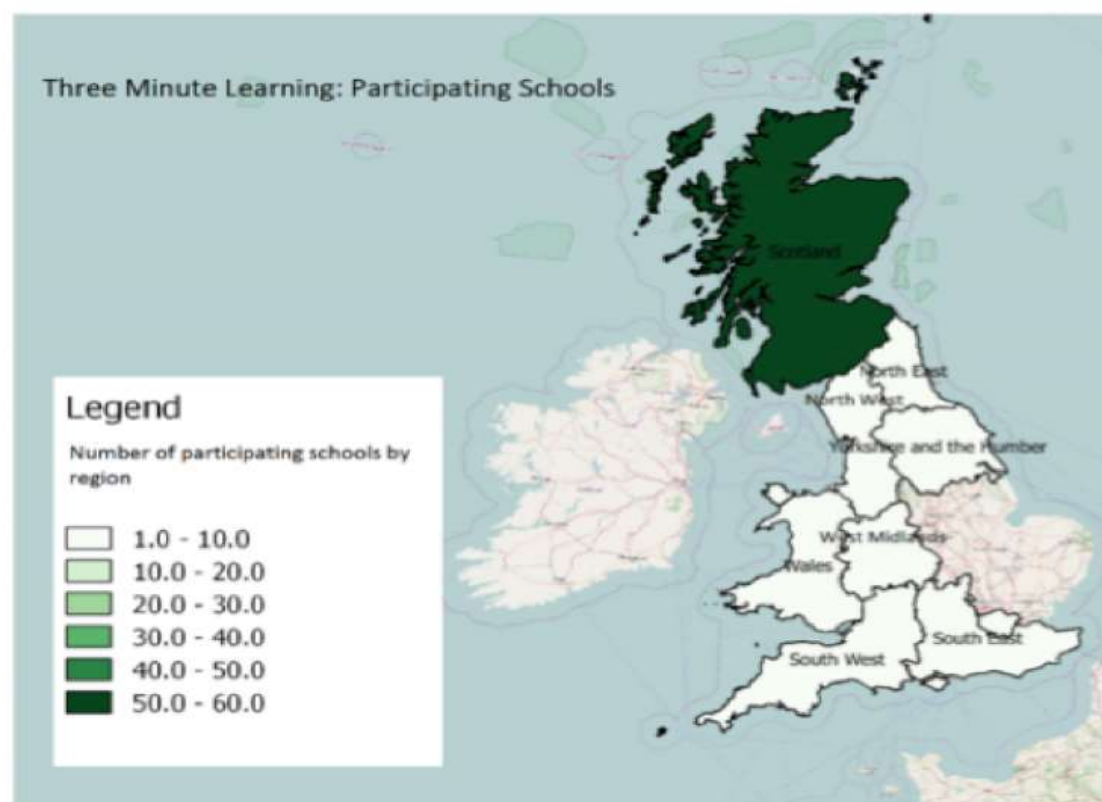 Three Minute Learning: Participating Schools
Scotland
North East
North West
Yorkshire and the Humber
West Midlands
Wales
South East
South West
Legend
Number of participating schools by
region
1.0 - 10.0
10.0 - 20.0
20.0 - 30.0
30.0 - 40.0
40.0 - 50.0
50.0 - 60.0